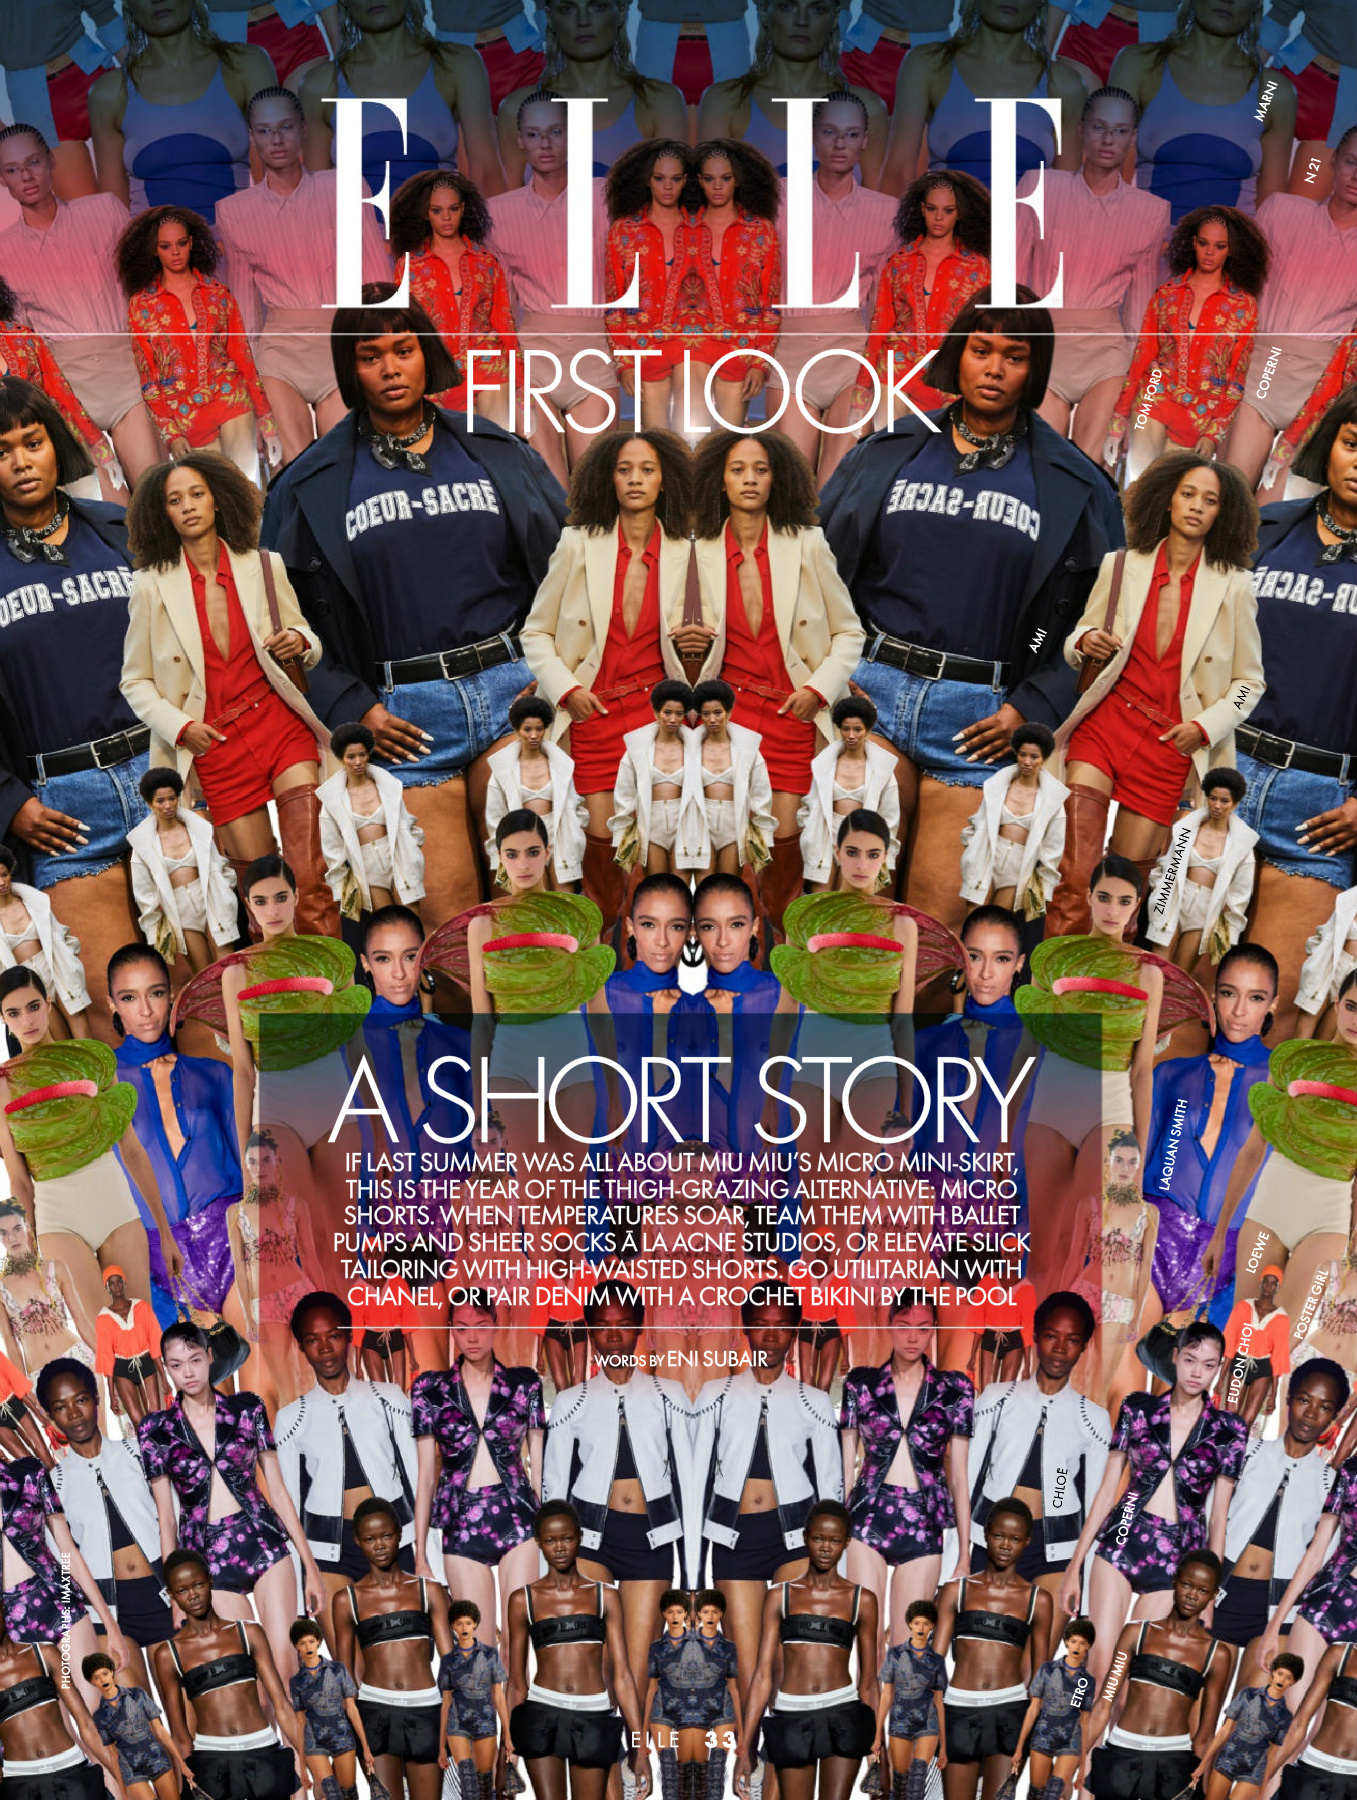 ELLE
FIRST LOOK
MARNI
N 21
TOM FORD
COPERNI
COEUR-SACRÉ
COEUR-SACRÉ
OEUR-SACRÉ
AMI
AMI
ZIMMERMANN
A SHORT STORY
IF LAST SUMMER WAS ALL ABOUT MIU MIU'S MICRO MINI-SKIRT,
THIS IS THE YEAR OF THE THIGH-GRAZING ALTERNATIVE: MICRO
SHORTS. WHEN TEMPERATURES SOAR, TEAM THEM WITH BALLET
PUMPS AND SHEER SOCKS Ā LA ACNE STUDIOS, OR ELEVATE SLICK
TAILORING WITH HIGH-WAISTED SHORTS. GO UTILITARIAN WITH
CHANEL, OR PAIR DENIM WITH A CROCHET BIKINI BY THE POOL
WORDS BY ENI SUBAIR
LAQUAN SMITH
LOEWE
POSTER GIRL
EUDON CHOI
CHLOE
COPERNI
ETRO
MIU MIU
PHOTOGRAPHS: IMAXTREE
ELLE 33